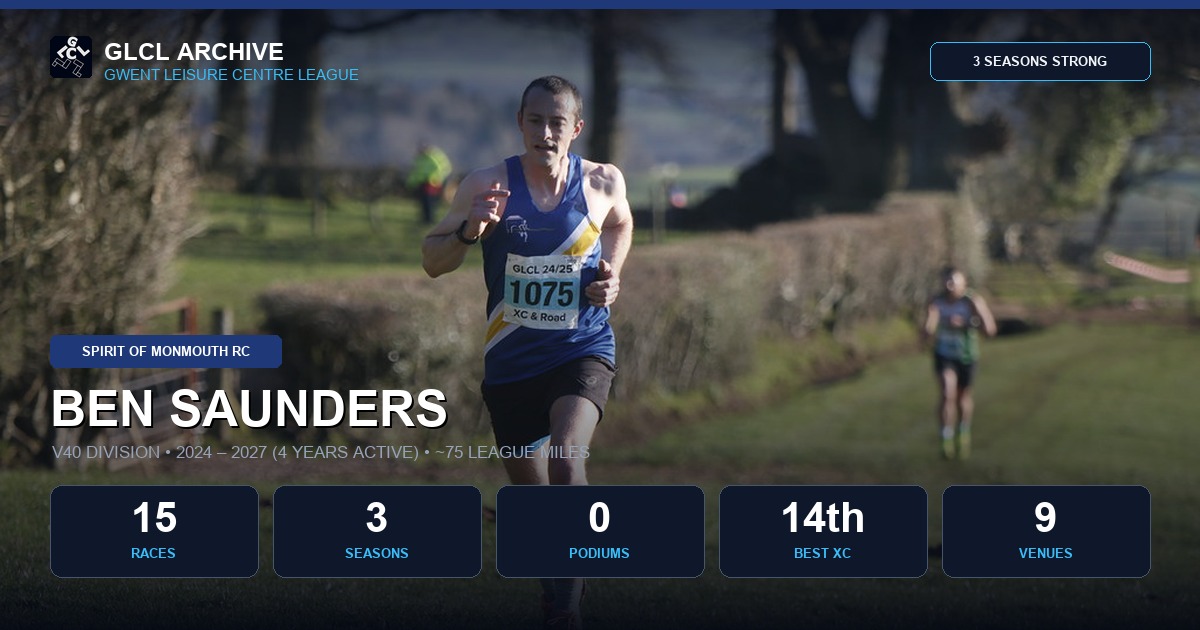 GLCL ARCHIVE
GWENT LEISURE CENTRE LEAGUE
3 SEASONS STRONG
GLCL 24/25
1075
XC & Road
SPIRIT OF MONMOUTH RC
BEN SAUNDERS
V40 DIVISION • 2024 – 2027 (4 YEARS ACTIVE) • ~75 LEAGUE MILES
15
RACES
3
SEASONS
0
PODIUMS
14th
BEST XC
9
VENUES